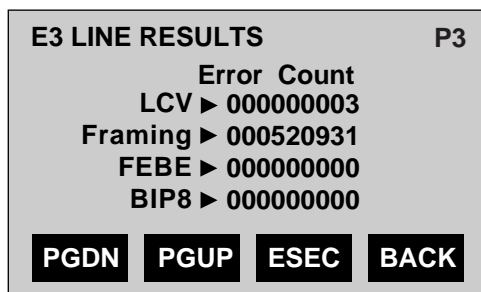 E3 LINE RESULTS P3
Error Count
LCV ► 000000003
Framing ► 000520931
FEBE ► 000000000
BIP8 ► 000000000
PGDN PGUP ESEC BACK